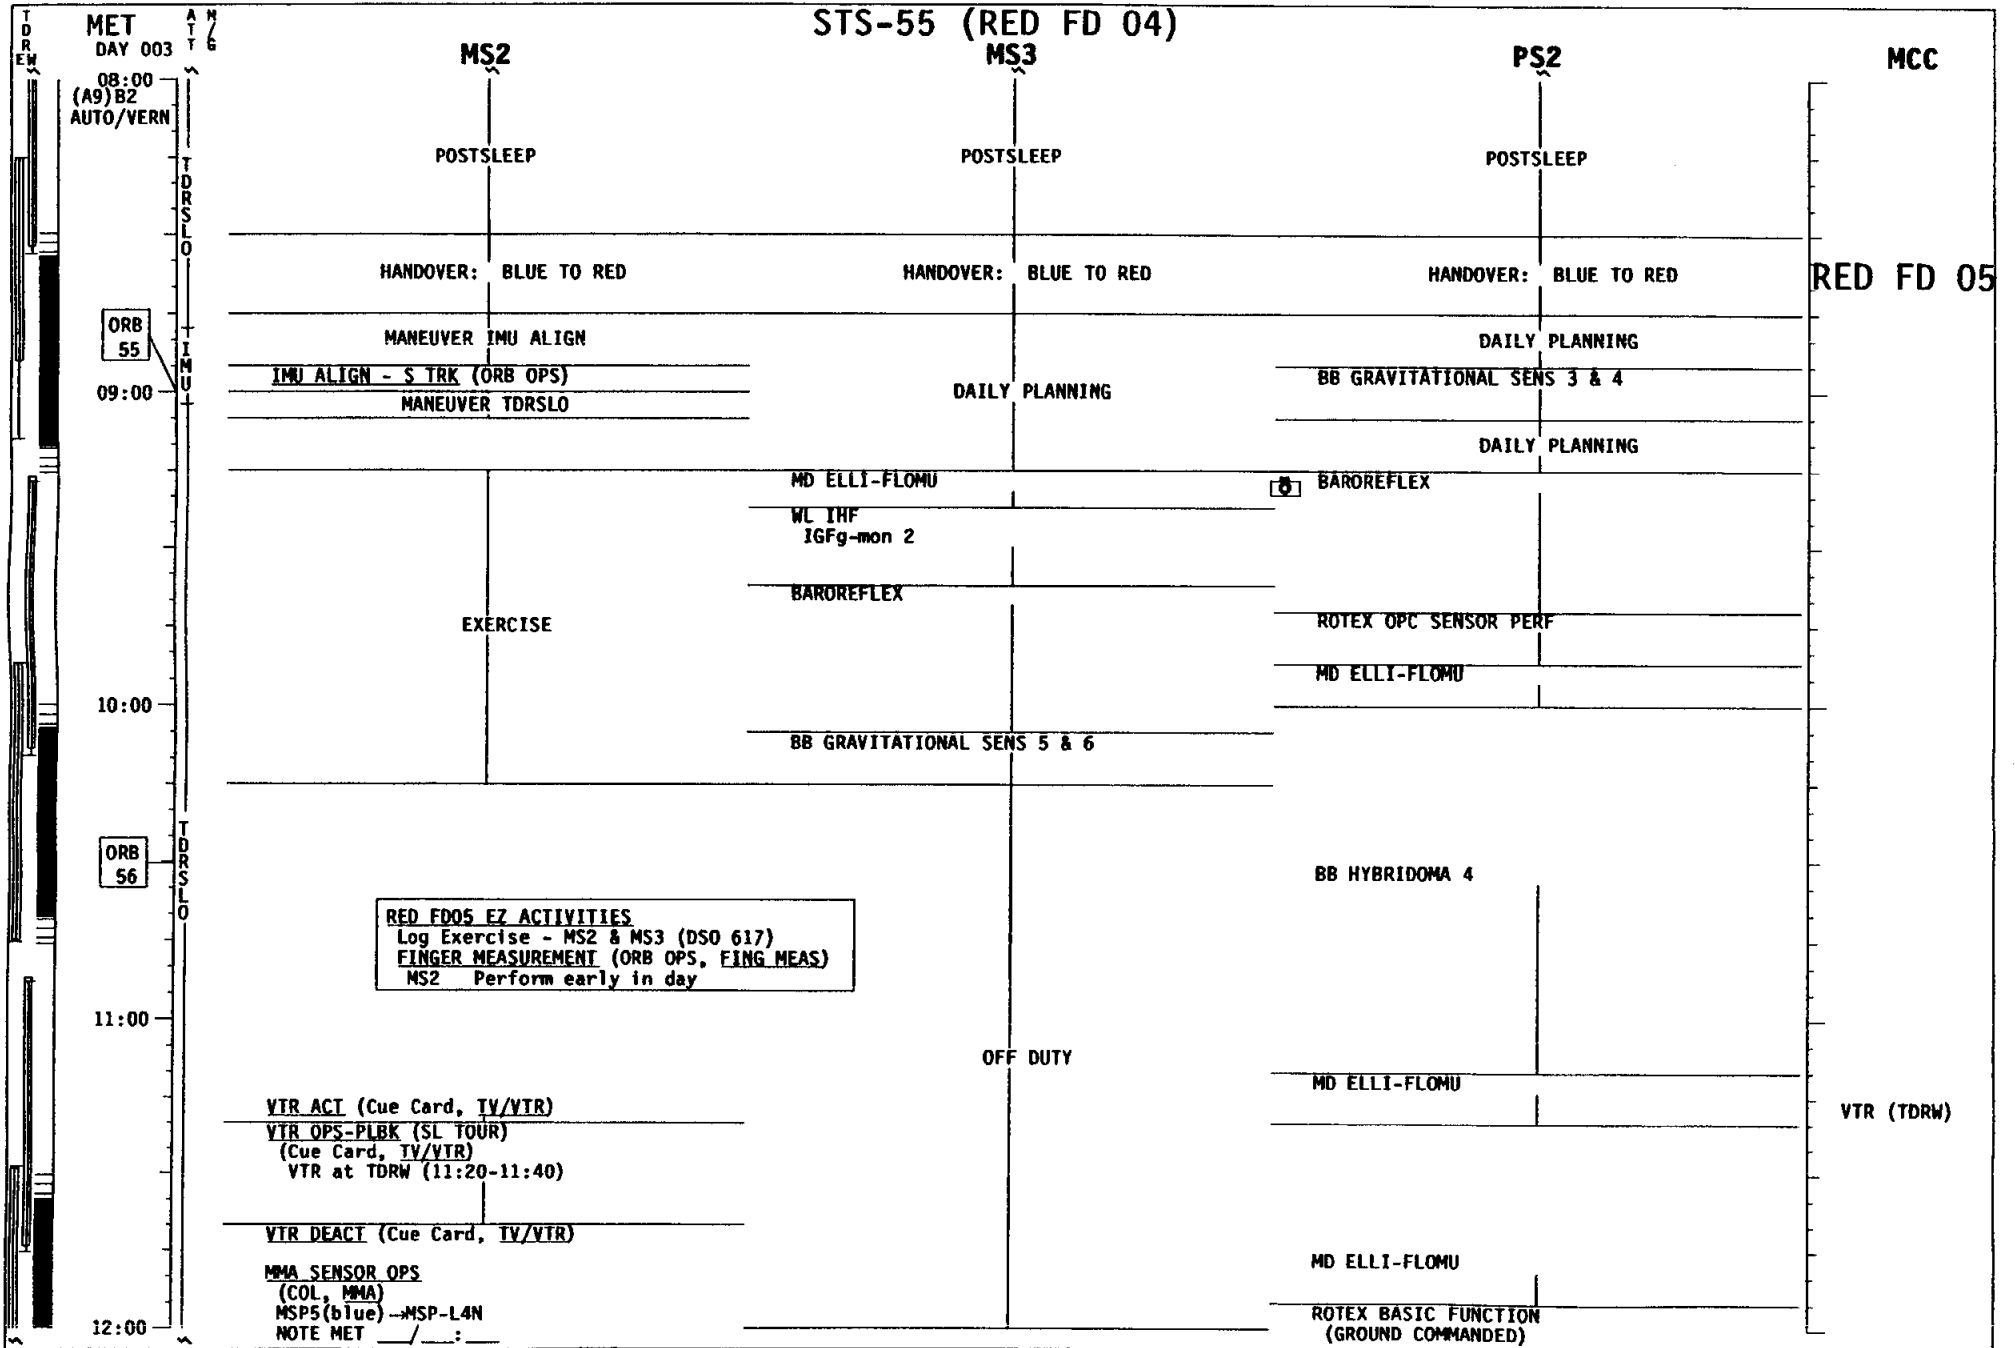 STS-55 (RED FD 04)
TDRE W
MET
DAY 003
ATT
M/G
MS2
MS3
PS2
MCC
08:00
(A9)B2
AUTO/VERN
TDRSLO
POSTSLEEP
POSTSLEEP
POSTSLEEP
HANDOVER: BLUE TO RED
HANDOVER: BLUE TO RED
HANDOVER: BLUE TO RED
RED FD 05
ORB
55
IMU
MANEUVER IMU ALIGN
DAILY PLANNING
IMU ALIGN - S TRK (ORB OPS)
BB GRAVITATIONAL SENS 3 & 4
09:00
MANEUVER TDRSLO
DAILY PLANNING
DAILY PLANNING
MD ELLI-FLOMU
BAROREFLEX
WL IHF
IGFg-mon 2
BAROREFLEX
EXERCISE
ROTEX OPC SENSOR PERF
MD ELLI-FLOMU
10:00
BB GRAVITATIONAL SENS 5 & 6
TDRSLO
ORB
56
BB HYBRIDOMA 4
RED FD05 EZ ACTIVITIES
Log Exercise - MS2 & MS3 (DSO 617)
FINGER MEASUREMENT (ORB OPS, FING MEAS)
MS2 Perform early in day
11:00
OFF DUTY
MD ELLI-FLOMU
VTR ACT (Cue Card, TV/VTR)
VTR (TDRW)
VTR OPS-PLBK (SL TOUR)
(Cue Card, TV/VTR)
VTR at TDRW (11:20-11:40)
VTR DEACT (Cue Card, TV/VTR)
MD ELLI-FLOMU
MMA SENSOR OPS
(COL, MMA)
MSP5(blue)→MSP-L4N
NOTE MET ___/___:___
12:00
ROTEX BASIC FUNCTION
(GROUND COMMANDED)